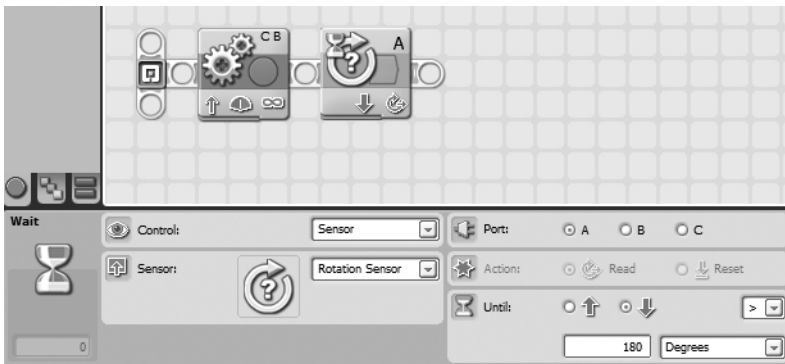 C B
A
Wait
Control:
Sensor
Port:
A
B
C
Sensor:
Rotation Sensor
Action:
Read
Reset
Until:
>
0
180
Degrees